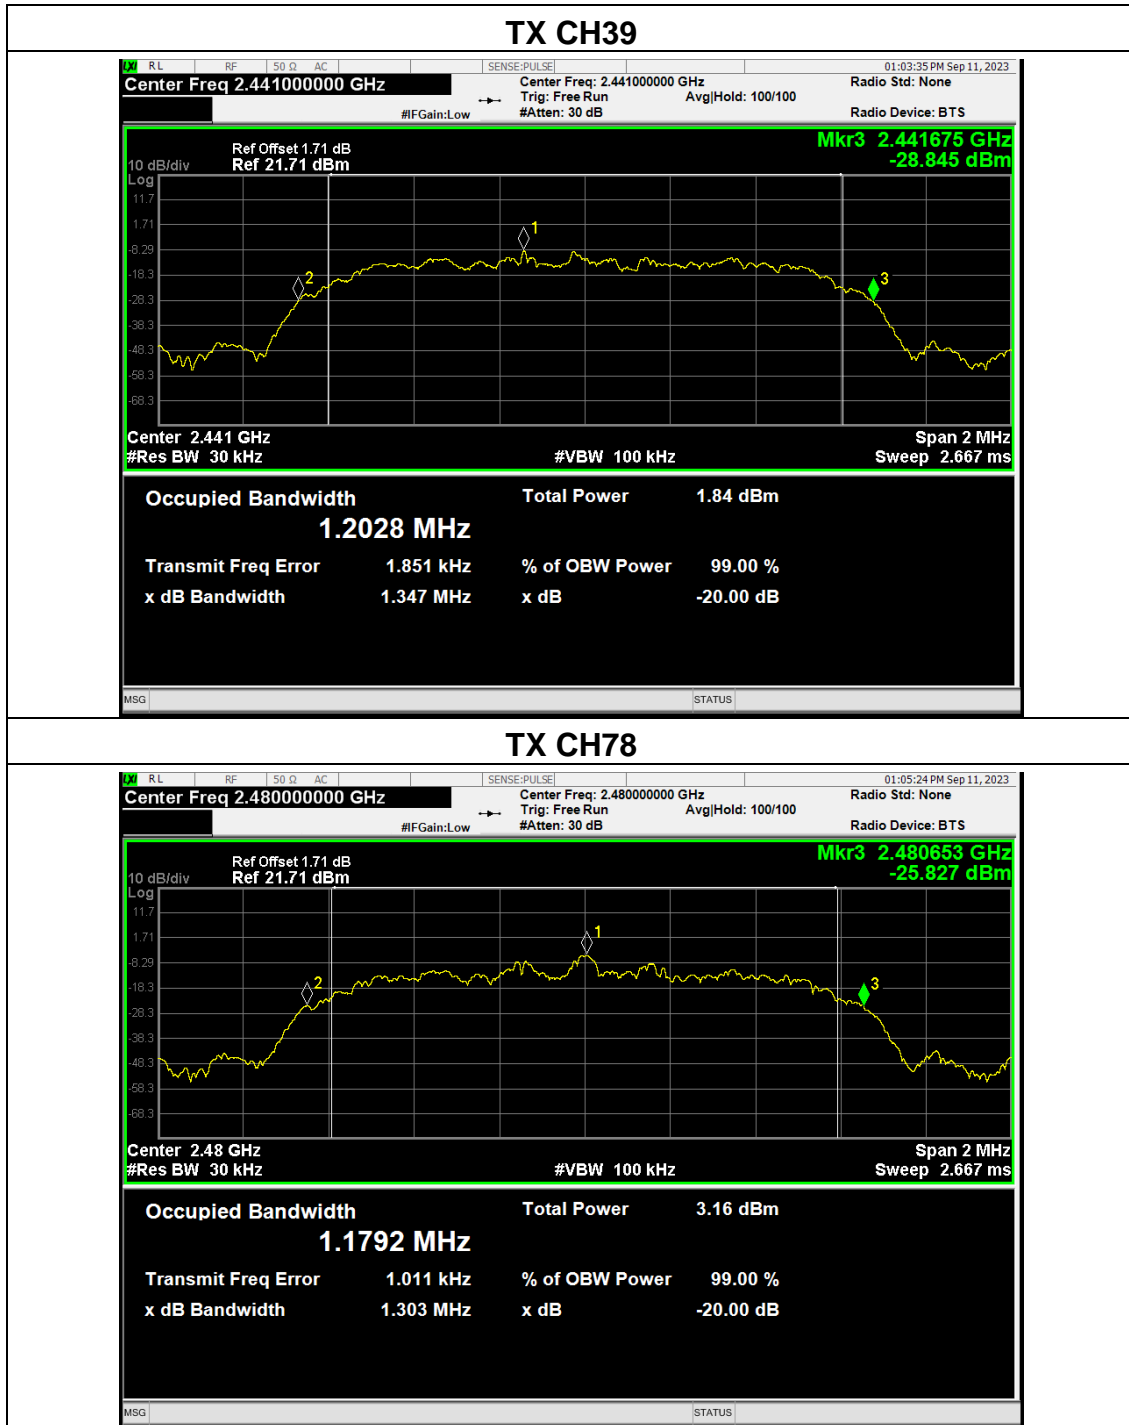 TX CH39
LXI RL RF 50 Ω AC SENSE:PULSE 01:03:35 PM Sep 11, 2023
Center Freq 2.441000000 GHz Center Freq: 2.441000000 GHz Radio Std: None
Trig: Free Run Avg|Hold: 100/100
#IFGain:Low #Atten: 30 dB Radio Device: BTS
Mkr3 2.441675 GHz
Ref Offset 1.71 dB
10 dB/div Ref 21.71 dBm -28.845 dBm
Log
11.7
1.71
1
-8.29
-18.3
2
3
-28.3
-38.3
-48.3
-58.3
-68.3
Center 2.441 GHz Span 2 MHz
#Res BW 30 kHz #VBW 100 kHz Sweep 2.667 ms
Occupied Bandwidth Total Power 1.84 dBm
1.2028 MHz
Transmit Freq Error 1.851 kHz % of OBW Power 99.00 %
x dB Bandwidth 1.347 MHz x dB -20.00 dB
MSG STATUS
TX CH78
LXI RL RF 50 Ω AC SENSE:PULSE 01:05:24 PM Sep 11, 2023
Center Freq 2.480000000 GHz Center Freq: 2.480000000 GHz Radio Std: None
Trig: Free Run Avg|Hold: 100/100
#IFGain:Low #Atten: 30 dB Radio Device: BTS
Mkr3 2.480653 GHz
Ref Offset 1.71 dB
10 dB/div Ref 21.71 dBm -25.827 dBm
Log
11.7
1.71
1
-8.29
-18.3
2
3
-28.3
-38.3
-48.3
-58.3
-68.3
Center 2.48 GHz Span 2 MHz
#Res BW 30 kHz #VBW 100 kHz Sweep 2.667 ms
Occupied Bandwidth Total Power 3.16 dBm
1.1792 MHz
Transmit Freq Error 1.011 kHz % of OBW Power 99.00 %
x dB Bandwidth 1.303 MHz x dB -20.00 dB
MSG STATUS